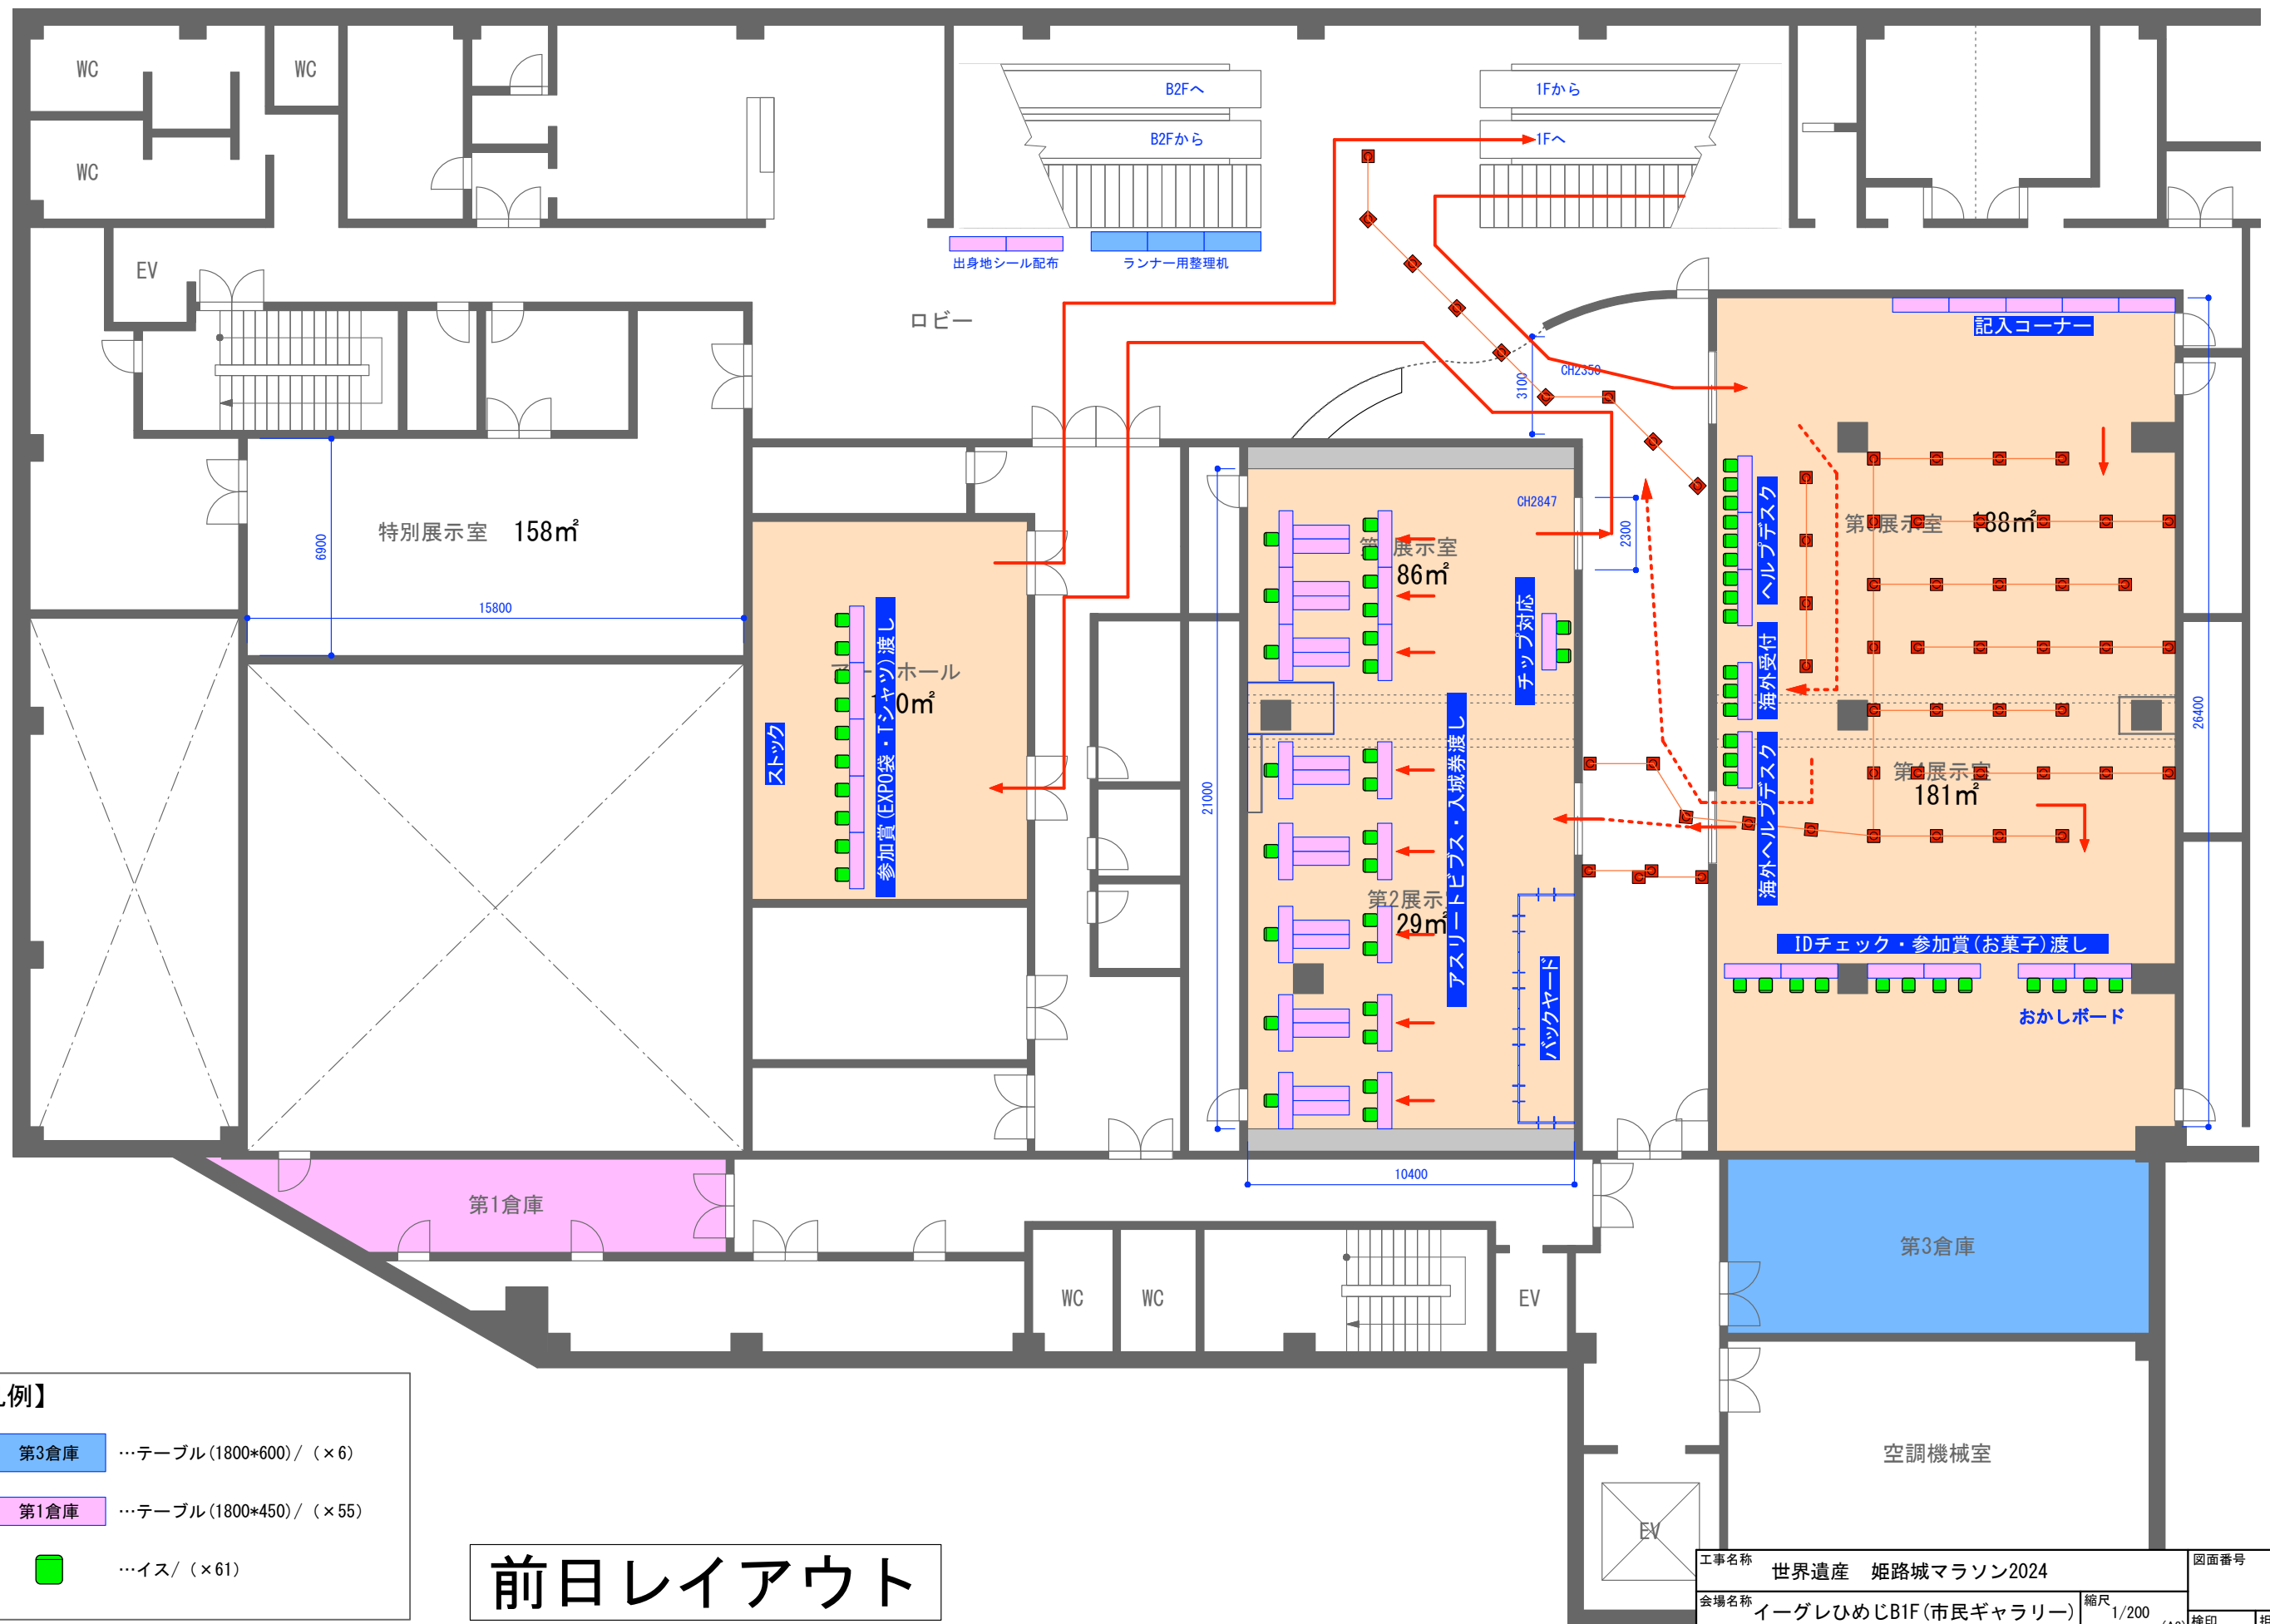 WC
WC
WC
EV
B2Fへ
B2Fから
1Fから
1Fへ
出身地シール配布
ランナー用整理机
ロビー
記入コーナー
CH2350
3100
特別展示室 158㎡
6900
15800
ストック
参加賞(EXPO袋・Tシャツ)渡し
ホール
0㎡
CH2847
2300
展示室
86㎡
チップ対応
アスリートビブス・入城券渡し
第2展示
29㎡
バックヤード
21000
10400
ヘルプデスク
海外受付
海外ヘルプデスク
展示室 188㎡
展示室
181㎡
26400
IDチェック・参加賞(お菓子)渡し
おかしボード
第1倉庫
第3倉庫
WC
WC
EV
空調機械室
EV
例】
第3倉庫 …テーブル(1800*600)/ (×6)
第1倉庫 …テーブル(1800*450)/ (×55)
…イス/ (×61)
前日レイアウト
工事名称 世界遺産 姫路城マラソン2024
図面番号
会場名称 イーグレひめじB1F(市民ギャラリー)
縮尺 1/200
検印